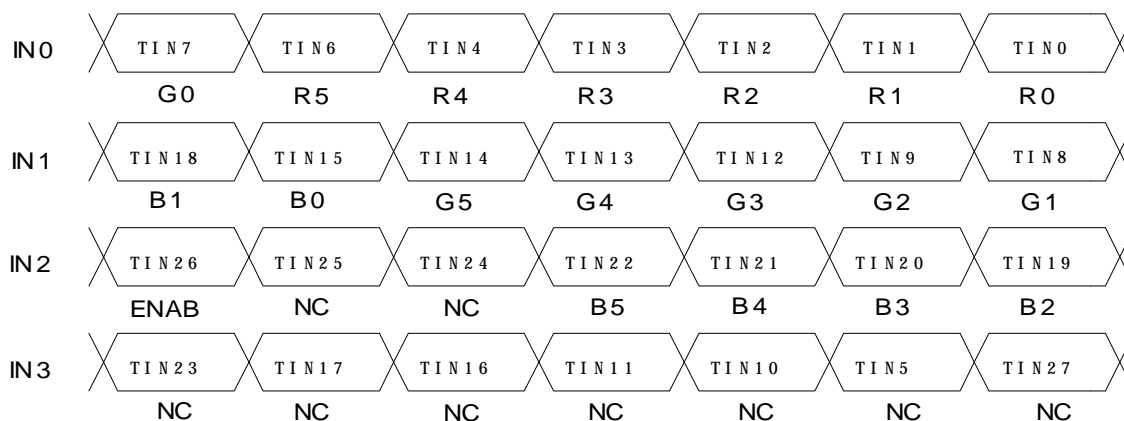 IN0 TIN7 TIN6 TIN4 TIN3 TIN2 TIN1 TIN0
G0 R5 R4 R3 R2 R1 R0
IN1 TIN18 TIN15 TIN14 TIN13 TIN12 TIN9 TIN8
B1 B0 G5 G4 G3 G2 G1
IN2 TIN26 TIN25 TIN24 TIN22 TIN21 TIN20 TIN19
ENAB NC NC B5 B4 B3 B2
IN3 TIN23 TIN17 TIN16 TIN11 TIN10 TIN5 TIN27
NC NC NC NC NC NC NC